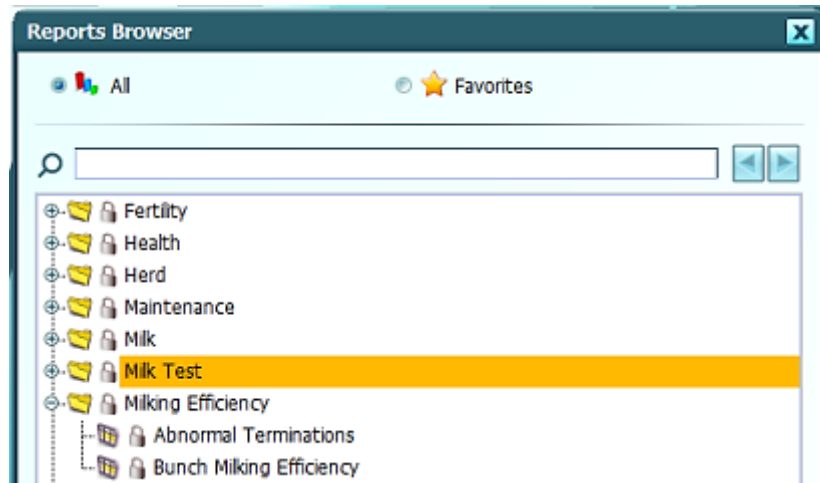 Reports Browser
All
Favorites
Fertility
Health
Herd
Maintenance
Milk
Milk Test
Milking Efficiency
Abnormal Terminations
Bunch Milking Efficiency